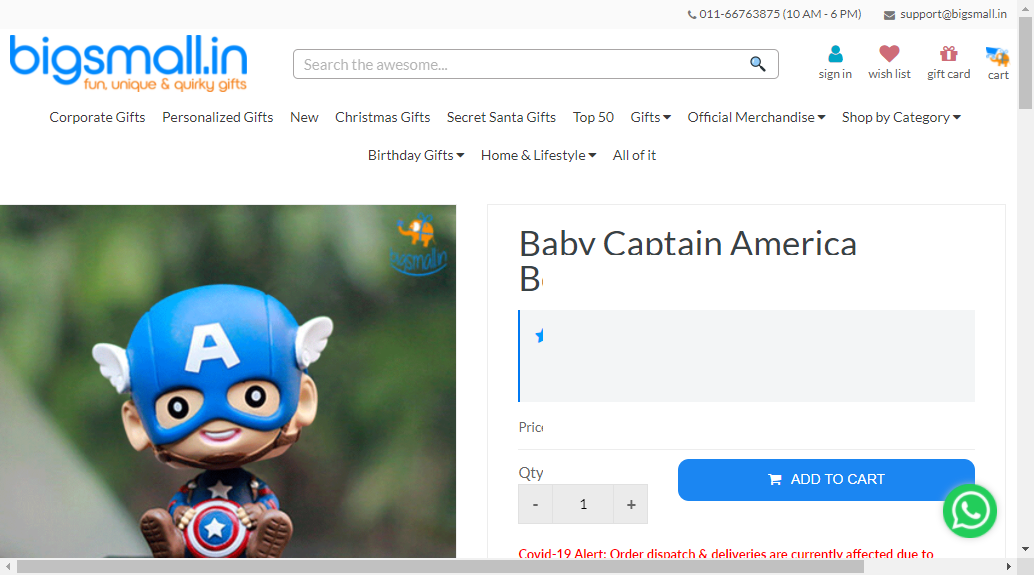 011-66763875 (10 AM - 6 PM) support@bigsmall.in
bigsmall.in
fun, unique & quirky gifts
Search the awesome...
sign in wish list gift card cart
Corporate Gifts Personalized Gifts New Christmas Gifts Secret Santa Gifts Top 50 Gifts Official Merchandise Shop by Category
Birthday Gifts Home & Lifestyle All of it
bigsmall.in
A
Baby Captain America
Price
Qty
ADD TO CART
- 1 +
Covid-19 Alert: Order dispatch & deliveries are currently affected due to